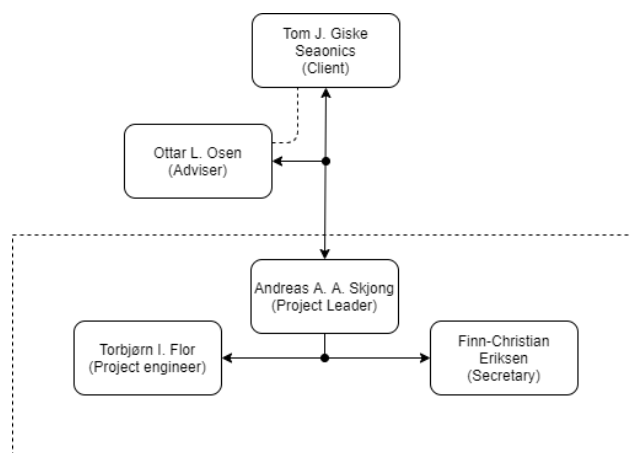 Tom J. Giske
Seaonics
(Client)
Ottar L. Osen
(Adviser)
Andreas A. A. Skjong
(Project Leader)
Torbjørn I. Flor
(Project engineer)
Finn-Christian
Eriksen
(Secretary)